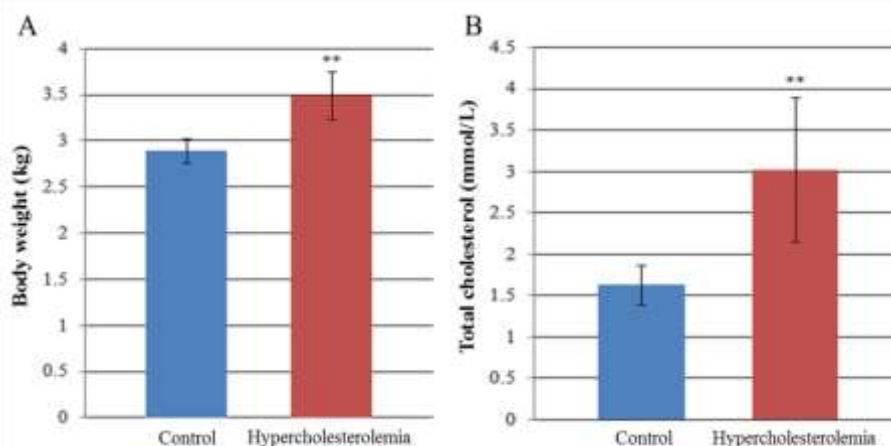 A
Body weight (kg)
4
3.5
3
2.5
2
1.5
1
0.5
0
**
Control
Hypercholesterolemia
B
Total cholesterol (mmol/L)
4.5
4
3.5
3
2.5
2
1.5
1
0.5
0
**
Control
Hypercholesterolemia